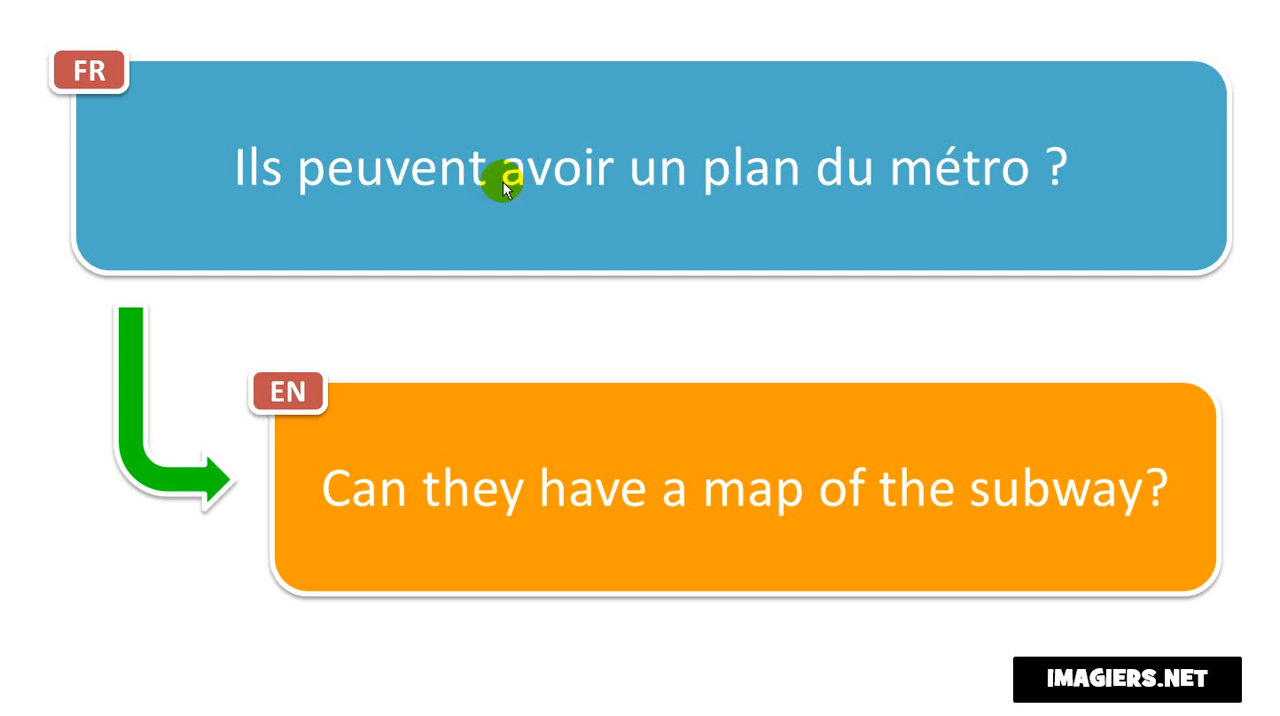 FR
Ils peuvent avoir un plan du métro ?
EN
Can they have a map of the subway?
IMAGIERS.NET